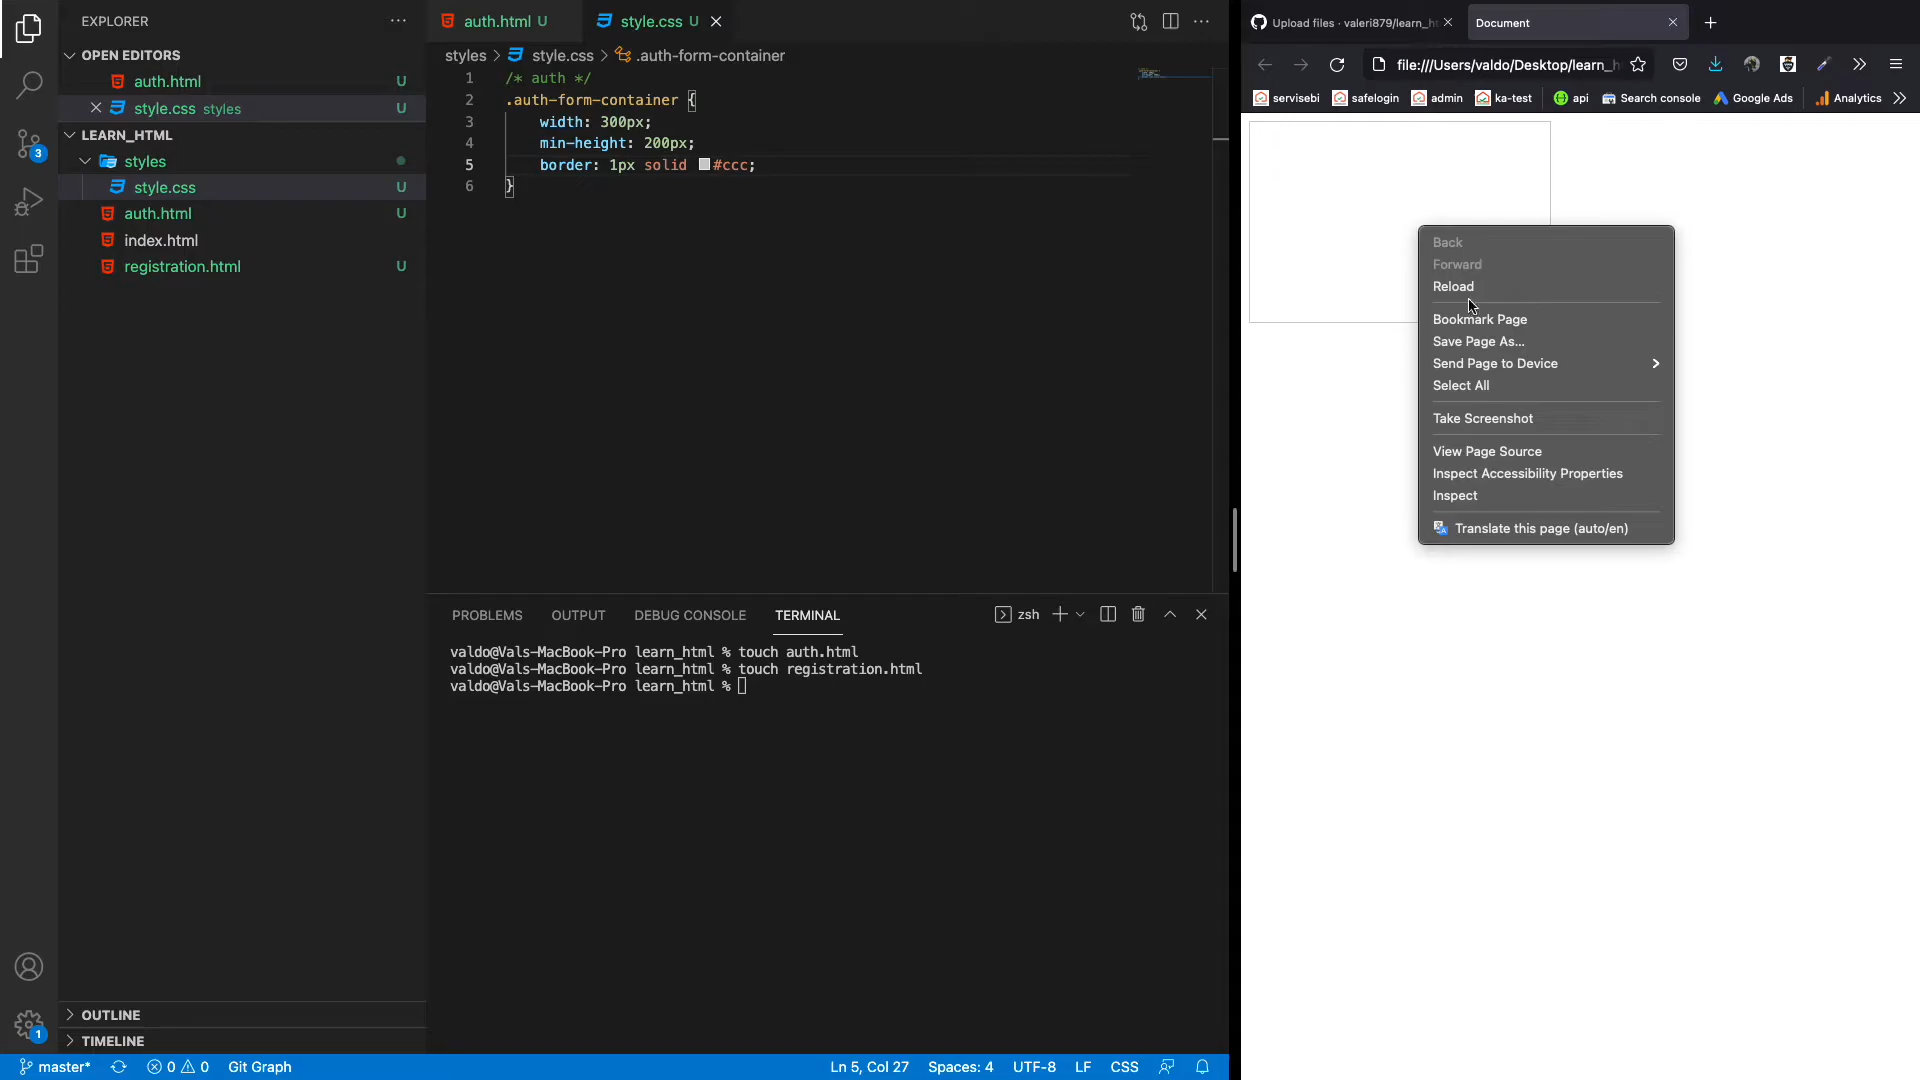 EXPLORER
OPEN EDITORS
auth.html U
style.css styles U
LEARN_HTML
styles
style.css U
auth.html U
index.html
registration.html U
OUTLINE
TIMELINE
3
1
auth.html U
style.css U
styles > style.css > .auth-form-container
1 /* auth */
2 .auth-form-container {
3 width: 300px;
4 min-height: 200px;
5 border: 1px solid #ccc;
6 }
PROBLEMS OUTPUT DEBUG CONSOLE TERMINAL zsh
valdo@Vals-MacBook-Pro learn_html % touch auth.html
valdo@Vals-MacBook-Pro learn_html % touch registration.html
valdo@Vals-MacBook-Pro learn_html %
master* 0 0 Git Graph Ln 5, Col 27 Spaces: 4 UTF-8 LF CSS
Upload files · valeri879/learn_h
Document
file:///Users/valdo/Desktop/learn_h
servisebi safelogin admin ka-test api Search console Google Ads Analytics
Back
Forward
Reload
Bookmark Page
Save Page As...
Send Page to Device
Select All
Take Screenshot
View Page Source
Inspect Accessibility Properties
Inspect
Translate this page (auto/en)